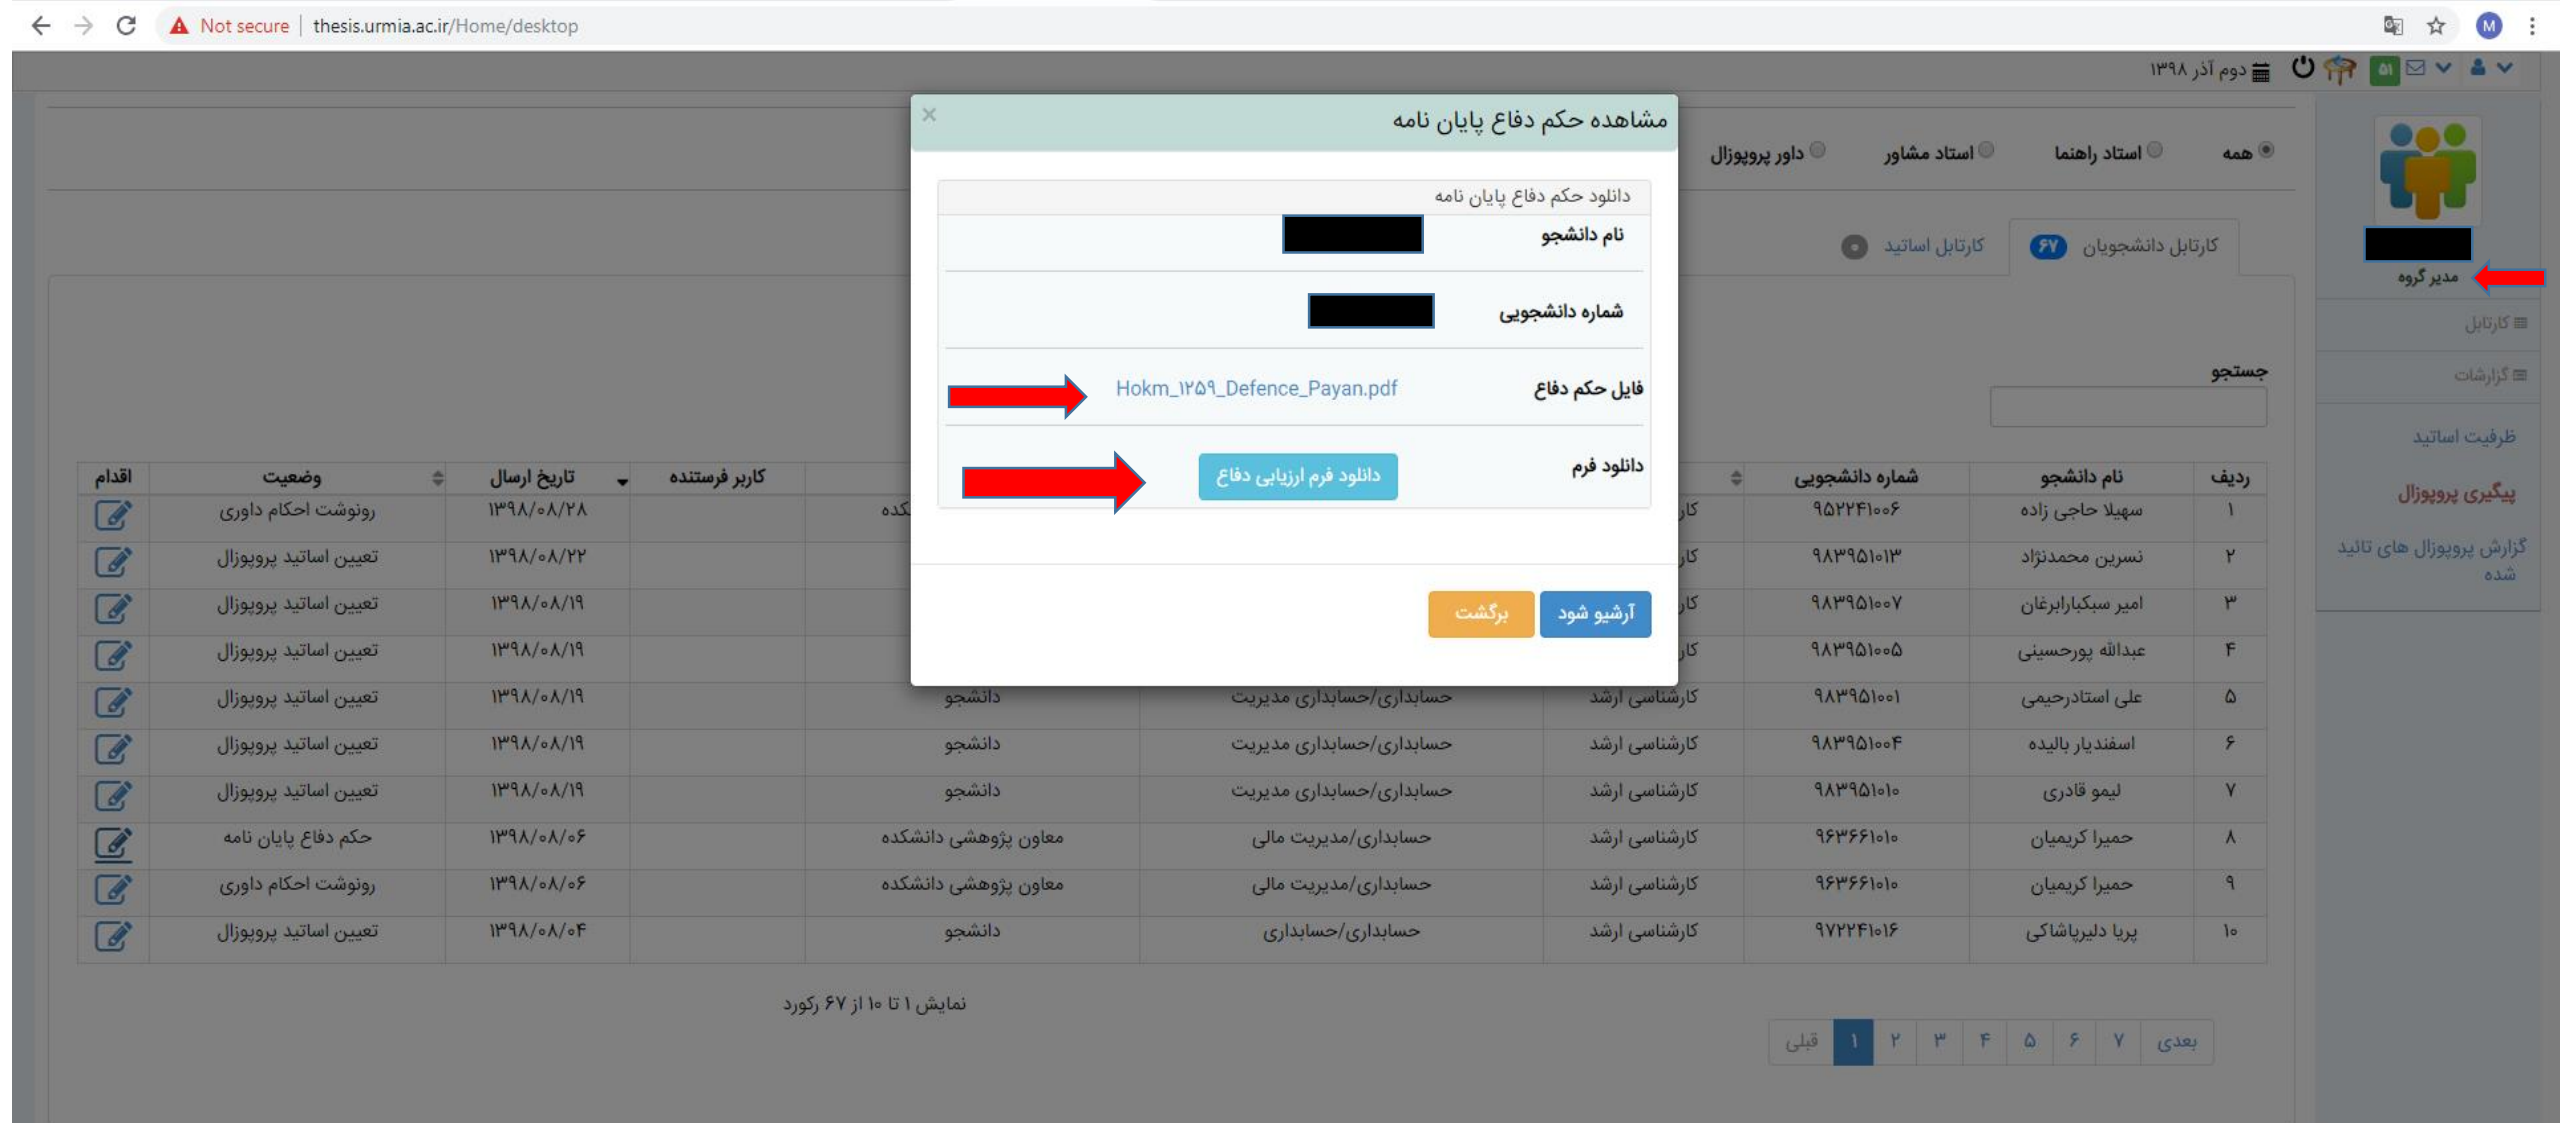 Not secure | thesis.urmia.ac.ir/Home/desktop
M
دوم آذر ۱۳۹۸
۵۱
مدیر گروه
کارتابل
گزارشات
ظرفیت اساتید
پیگیری پروپوزال
گزارش پروپوزال های تائید
شده
همه استاد راهنما استاد مشاور داور پروپوزال
کارتابل دانشجویان ۶۷ کارتابل اساتید ۰
جستجو
مشاهده حکم دفاع پایان نامه ×
دانلود حکم دفاع پایان نامه
نام دانشجو
شماره دانشجویی
فایل حکم دفاع Hokm_۱۲۵۹_Defence_Payan.pdf
دانلود فرم دانلود فرم ارزیابی دفاع
آرشیو شود برگشت
ردیف نام دانشجو شماره دانشجویی کاربر فرستنده تاریخ ارسال وضعیت اقدام
۱ سهیلا حاجی زاده ۹۵۲۲۴۱۰۰۶ ۱۳۹۸/۰۸/۲۸ رونوشت احکام داوری
۲ نسرین محمدنژاد ۹۸۳۹۵۱۰۱۳ ۱۳۹۸/۰۸/۲۲ تعیین اساتید پروپوزال
۳ امیر سبکبارابرغان ۹۸۳۹۵۱۰۰۷ ۱۳۹۸/۰۸/۱۹ تعیین اساتید پروپوزال
۴ عبدالله پورحسینی ۹۸۳۹۵۱۰۰۵ ۱۳۹۸/۰۸/۱۹ تعیین اساتید پروپوزال
۵ علی استادرحیمی ۹۸۳۹۵۱۰۰۱ کارشناسی ارشد حسابداری/حسابداری مدیریت دانشجو ۱۳۹۸/۰۸/۱۹ تعیین اساتید پروپوزال
۶ اسفندیار بالیده ۹۸۳۹۵۱۰۰۴ کارشناسی ارشد حسابداری/حسابداری مدیریت دانشجو ۱۳۹۸/۰۸/۱۹ تعیین اساتید پروپوزال
۷ لیمو قادری ۹۸۳۹۵۱۰۱۰ کارشناسی ارشد حسابداری/حسابداری مدیریت دانشجو ۱۳۹۸/۰۸/۱۹ تعیین اساتید پروپوزال
۸ حمیرا کریمیان ۹۶۳۶۶۱۰۱۰ کارشناسی ارشد حسابداری/مدیریت مالی معاون پژوهشی دانشکده ۱۳۹۸/۰۸/۰۶ حکم دفاع پایان نامه
۹ حمیرا کریمیان ۹۶۳۶۶۱۰۱۰ کارشناسی ارشد حسابداری/مدیریت مالی معاون پژوهشی دانشکده ۱۳۹۸/۰۸/۰۶ رونوشت احکام داوری
۱۰ پریا دلیرپاشاکی ۹۷۲۲۴۱۰۱۶ کارشناسی ارشد حسابداری/حسابداری دانشجو ۱۳۹۸/۰۸/۰۴ تعیین اساتید پروپوزال
نمایش ۱ تا ۱۰ از ۶۷ رکورد
قبلی ۱ ۲ ۳ ۴ ۵ ۶ ۷ بعدی